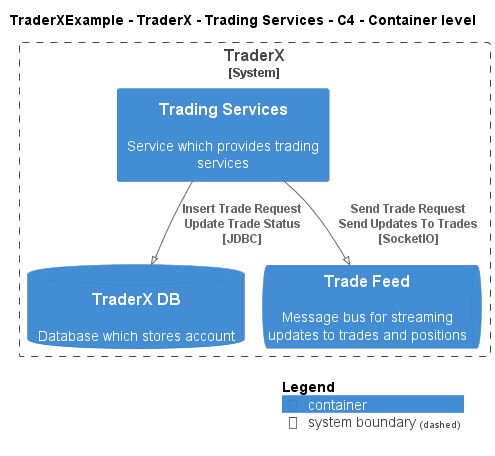 TraderXExample - TraderX - Trading Services - C4 - Container level
TraderX
[System]
Trading Services
Service which provides trading
services
Insert Trade Request
Update Trade Status
[JDBC]
Send Trade Request
Send Updates To Trades
[SocketIO]
TraderX DB
Database which stores account
Trade Feed
Message bus for streaming
updates to trades and positions
Legend
container
system boundary (dashed)